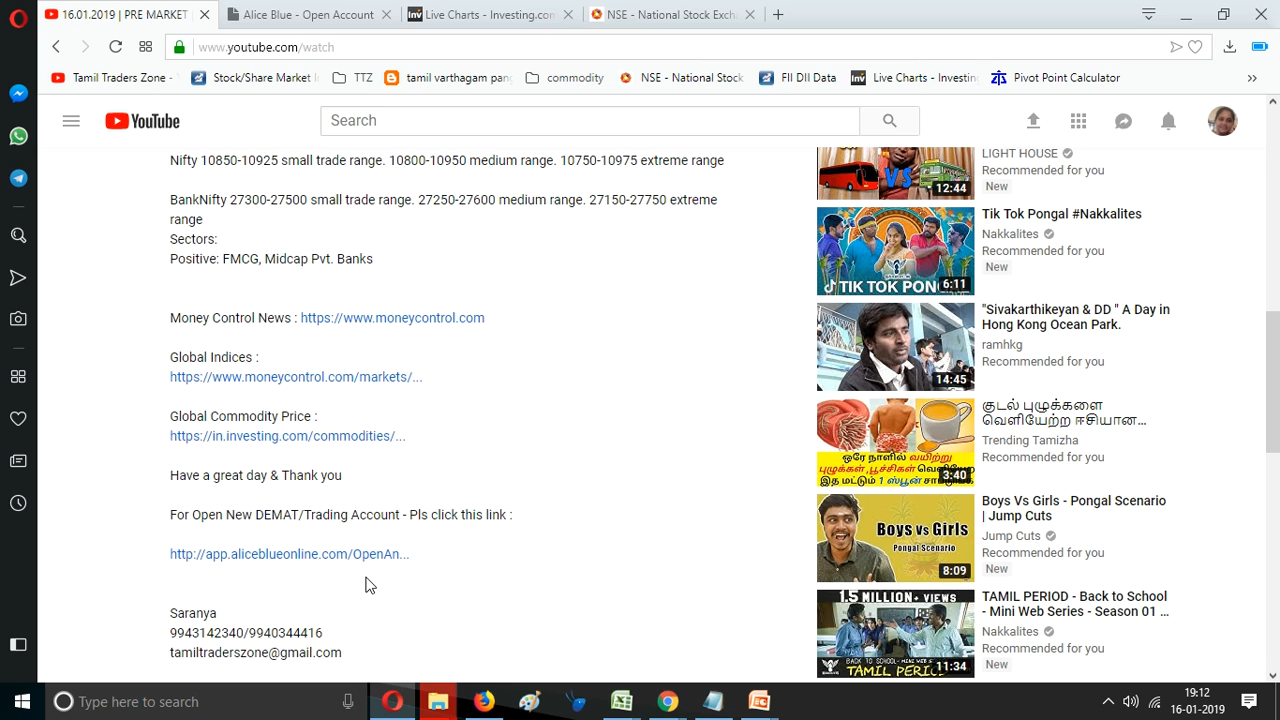 16.01.2019 | PRE MARKET
Alice Blue - Open Account
Live Charts - Investing.com
NSE - National Stock Exch
www.youtube.com/watch
Tamil Traders Zone -
Stock/Share Market
TTZ
tamil varthagam pan
commodity
NSE - National Stock
FII DII Data
Live Charts - Investin
Pivot Point Calculator
YouTube
Search
Nifty 10850-10925 small trade range. 10800-10950 medium range. 10750-10975 extreme range
BankNifty 27300-27500 small trade range. 27250-27600 medium range. 27150-27750 extreme
range
Sectors:
Positive: FMCG, Midcap Pvt. Banks
Money Control News : https://www.moneycontrol.com
Global Indices :
https://www.moneycontrol.com/markets/...
Global Commodity Price :
https://in.investing.com/commodities/...
Have a great day & Thank you
For Open New DEMAT/Trading Account - Pls click this link :
http://app.aliceblueonline.com/OpenAn...
Saranya
9943142340/9940344416
tamiltraderszone@gmail.com
VS
12:44
LIGHT HOUSE
Recommended for you
New
TIK TOK PON
6:11
Tik Tok Pongal #Nakkalites
Nakkalites
Recommended for you
New
14:45
"Sivakarthikeyan & DD " A Day in
Hong Kong Ocean Park.
ramhkg
Recommended for you
ஒரே நாளில் வயிற்று
புழுக்கள் ,பூச்சிகள் வெளியேற
இத மட்டும் 1 ஸ்பூன்
3:40
குடல் புழுக்களை
வெளியேற்ற ஈசியான...
Trending Tamizha
Recommended for you
Boys vs Girls
Pongal Scenario
8:09
Boys Vs Girls - Pongal Scenario
| Jump Cuts
Jump Cuts
Recommended for you
New
1.5 MILLION+ VIEWS
BACK TO SCHOOL - MINI WEB SERIES -
TAMIL PERIOD
11:34
TAMIL PERIOD - Back to School
- Mini Web Series - Season 01 ...
Nakkalites
Recommended for you
New
Type here to search
19:12
16-01-2019